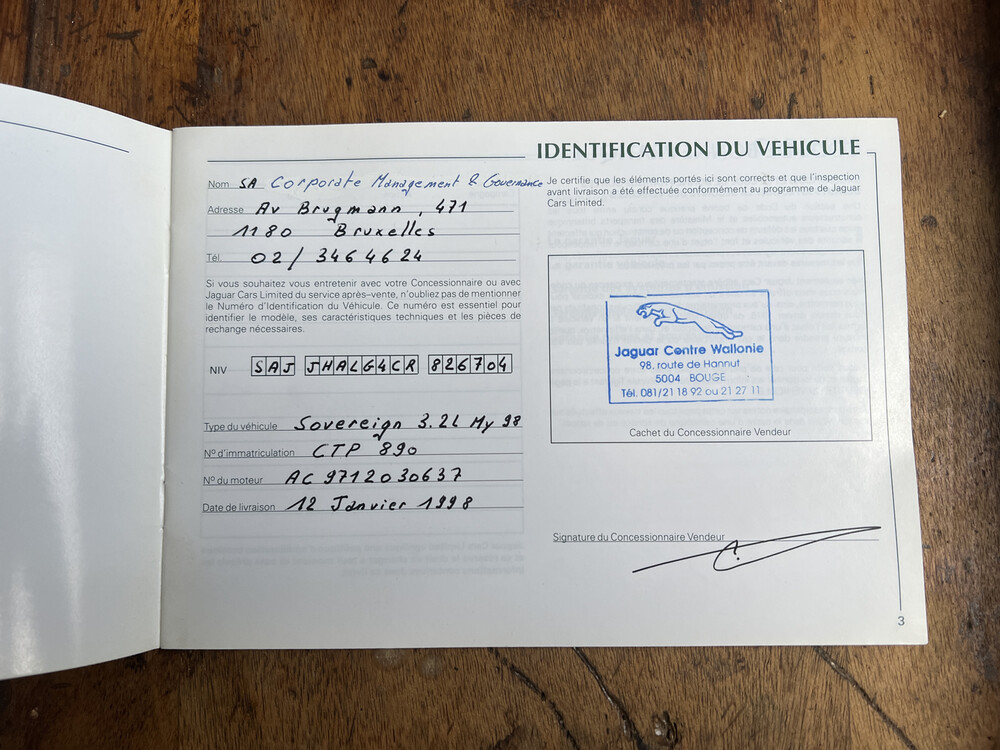 IDENTIFICATION DU VEHICULE
Nom SA Corporate Management & Governance
Adresse Av Brugmann, 471
1180 Bruxelles
Tél. 02/ 3464624
Si vous souhaitez vous entretenir avec votre Concessionaire ou avec
Jaguar Cars Limited du service après-vente, n'oubliez pas de mentionner
le Numéro d'Identification du Véhicule. Ce numéro est essentiel pour
identifier le modèle, ses caractéristiques techniques et les pièces de
rechange nécessaires.
NIV SAJ JHALG4CR 826704
Type du véhicule Sovereign 3.2L My 98
Nº d'immatriculation CTP 890
Nº du moteur AC 9712030637
Date de livraison 12 Janvier 1998
Je certifie que les éléments portés ici sont corrects et que l'inspection
avant livraison a été effectuée conformément au programme de Jaguar
Cars Limited.
Jaguar Centre Wallonie
98, route de Hannut
5004 BOUGE
Tél. 081/21 18 92 ou 21 27 11
Cachet du Concessionnaire Vendeur
Signature du Concessionnaire Vendeur
3